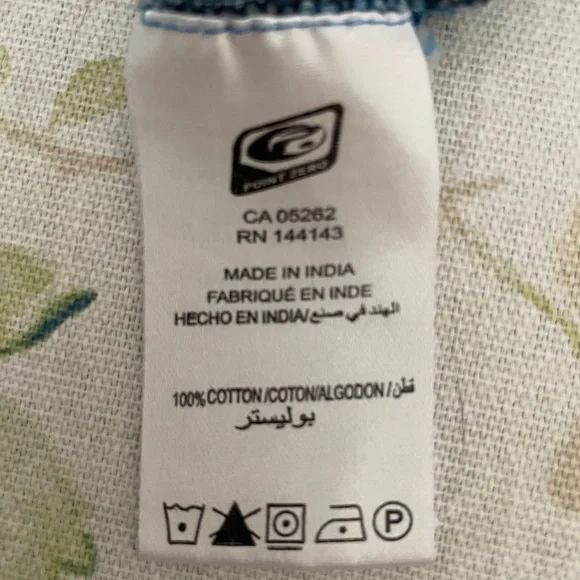 POINT ZERO
CA 05262
RN 144143
MADE IN INDIA
FABRIQUÉ EN INDE
HECHO EN INDIA/الهند في صنع
100% COTTON/COTON/ALGODON/قطن
بوليستر
P